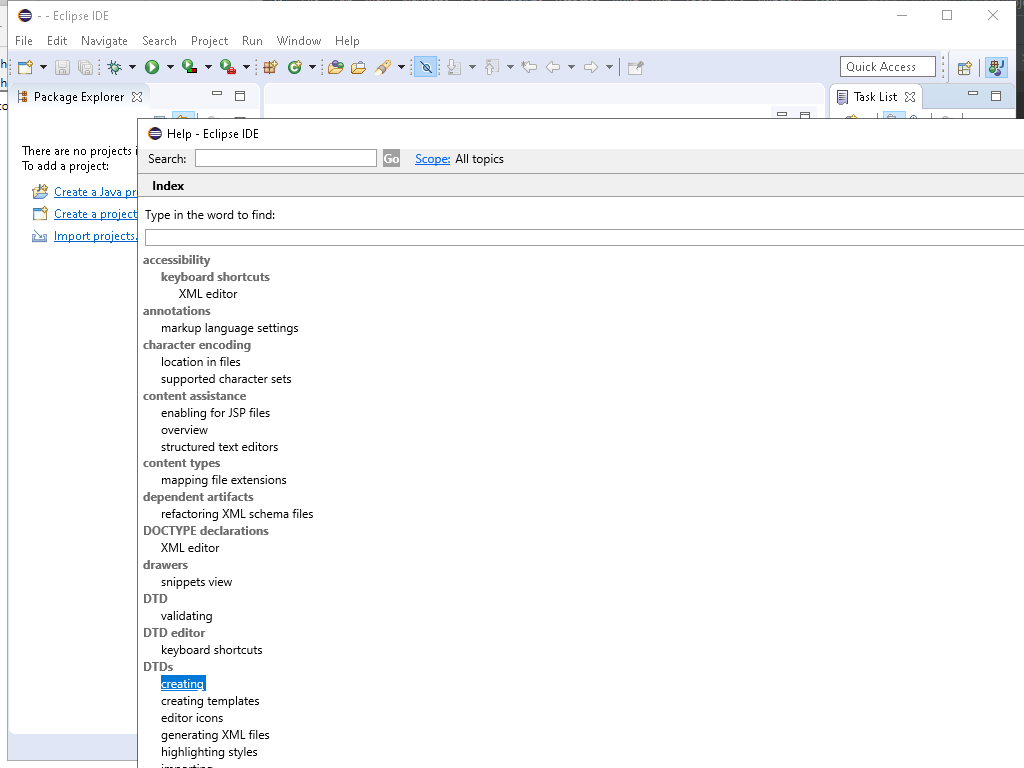 - - Eclipse IDE
File Edit Navigate Search Project Run Window Help
Quick Access
Package Explorer
Task List
There are no projects i
To add a project:
Create a Java pr
Create a project
Import projects.
Help - Eclipse IDE
Search: Go Scope: All topics
Index
Type in the word to find:
accessibility
keyboard shortcuts
XML editor
annotations
markup language settings
character encoding
location in files
supported character sets
content assistance
enabling for JSP files
overview
structured text editors
content types
mapping file extensions
dependent artifacts
refactoring XML schema files
DOCTYPE declarations
XML editor
drawers
snippets view
DTD
validating
DTD editor
keyboard shortcuts
DTDs
creating
creating templates
editor icons
generating XML files
highlighting styles
importing